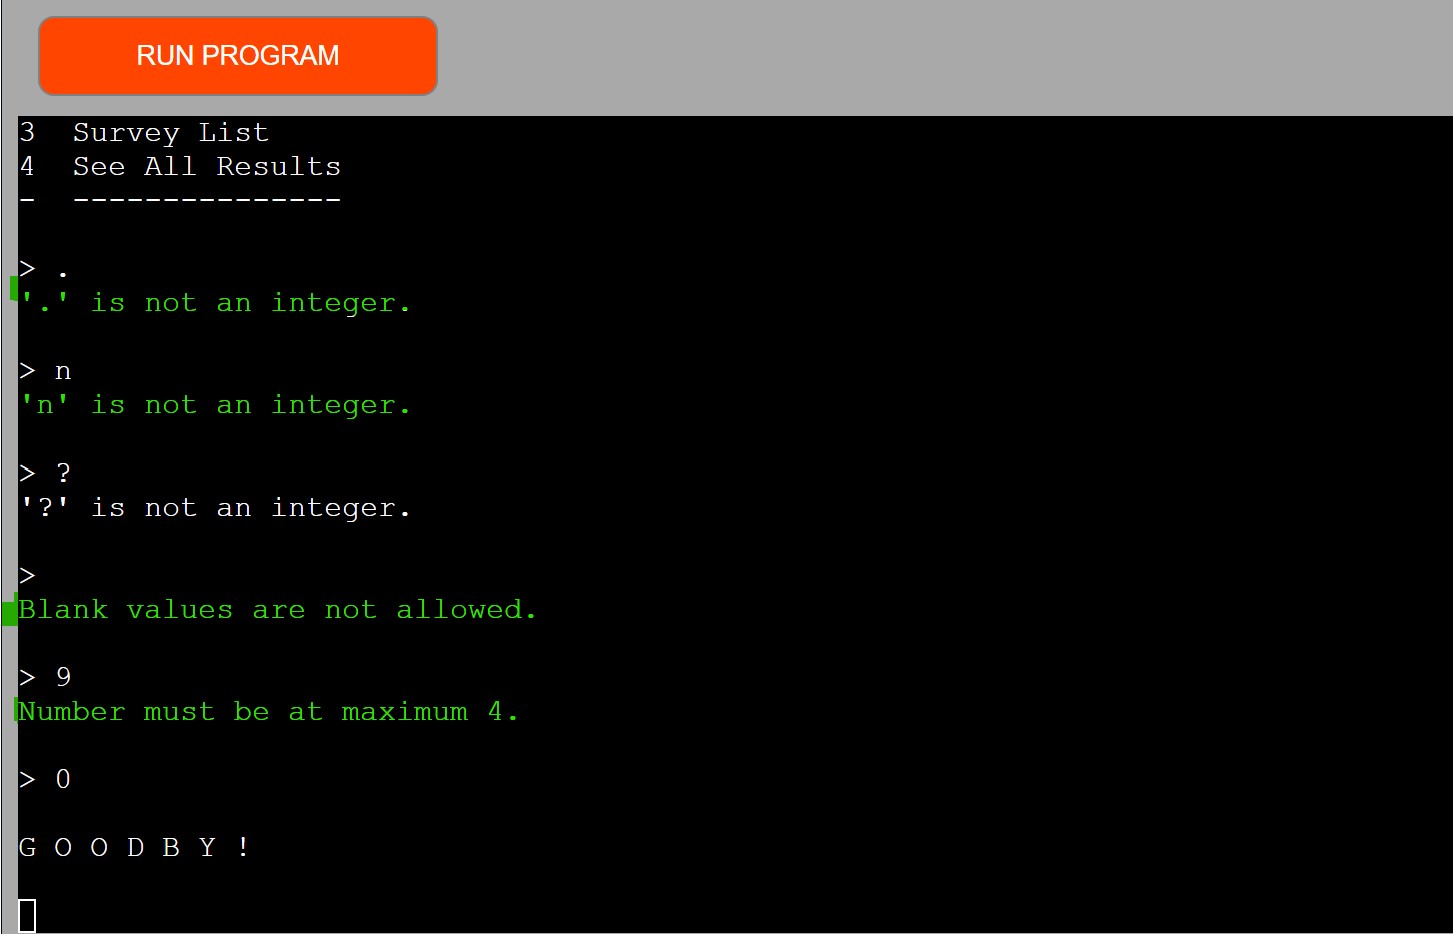 RUN PROGRAM
3  Survey List
4  See All Results
-  ---------------
> .
'.' is not an integer.
> n
'n' is not an integer.
> ?
'?' is not an integer.
>
Blank values are not allowed.
> 9
Number must be at maximum 4.
> 0
G O O D B Y !